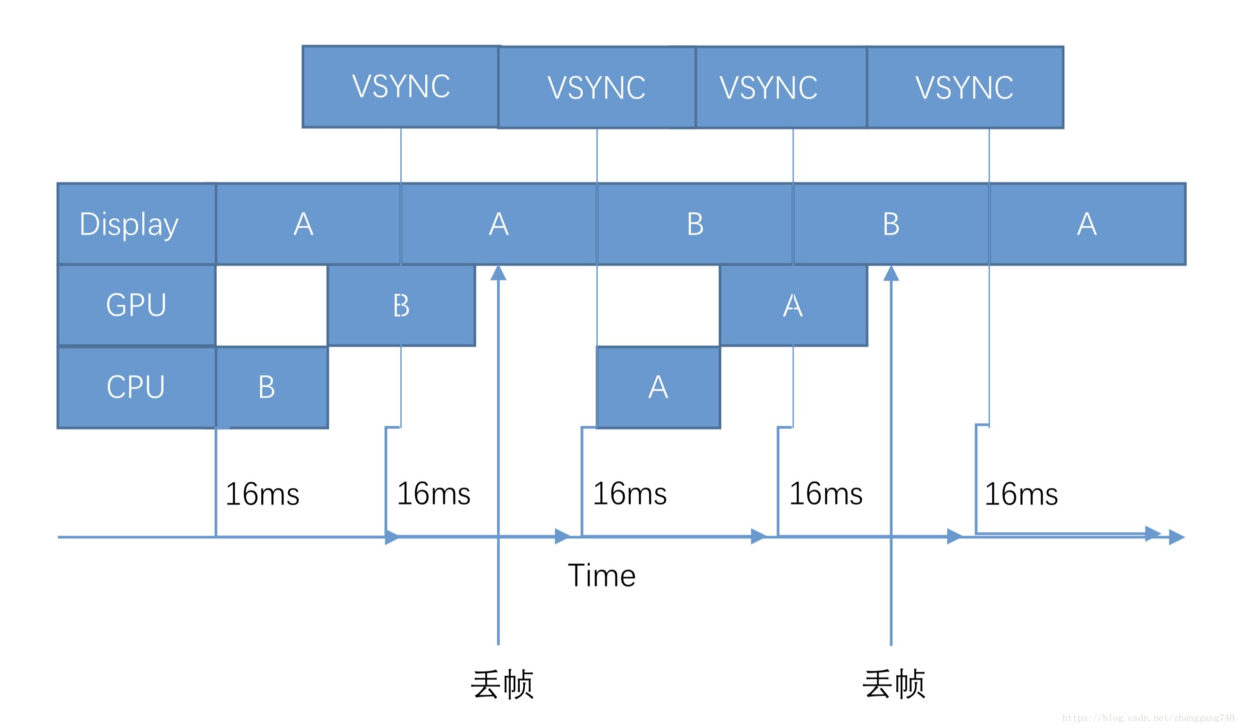 VSYNC VSYNC VSYNC VSYNC
Display A A B B A
GPU B A
CPU B A
16ms 16ms 16ms 16ms 16ms
Time
丢帧 丢帧
https://blog.csdn.net/zhanggang740